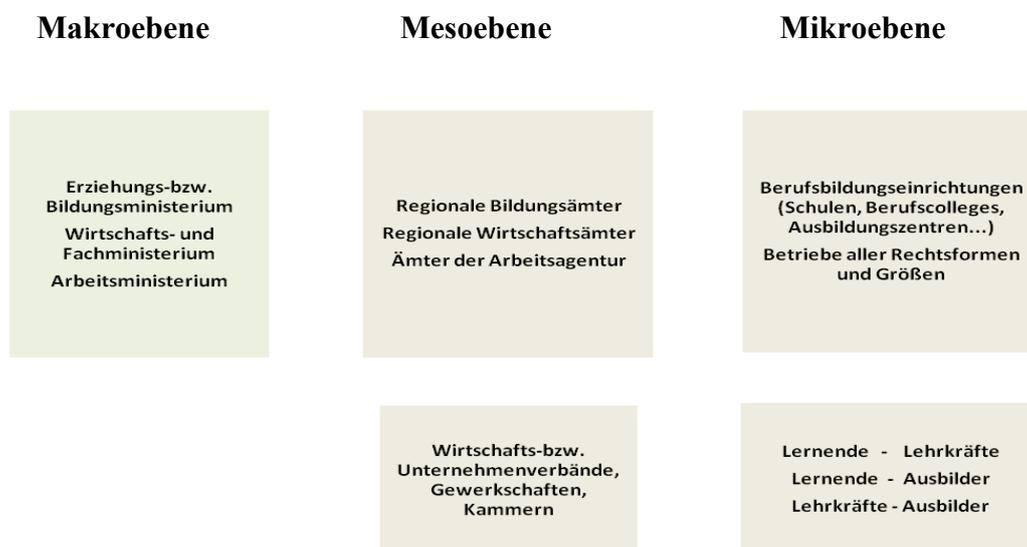 Makroebene
Mesoebene
Mikroebene
Erziehungs-bzw.
Bildungsministerium
Wirtschafts- und
Fachministerium
Arbeitsministerium
Regionale Bildungsämter
Regionale Wirtschaftsämter
Ämter der Arbeitsagentur
Berufsbildungseinrichtungen
(Schulen, Berufscolleges,
Ausbildungszentren...)
Betriebe aller Rechtsformen
und Größen
Wirtschafts-bzw.
Unternehmenverbände,
Gewerkschaften,
Kammern
Lernende - Lehrkräfte
Lernende - Ausbilder
Lehrkräfte - Ausbilder